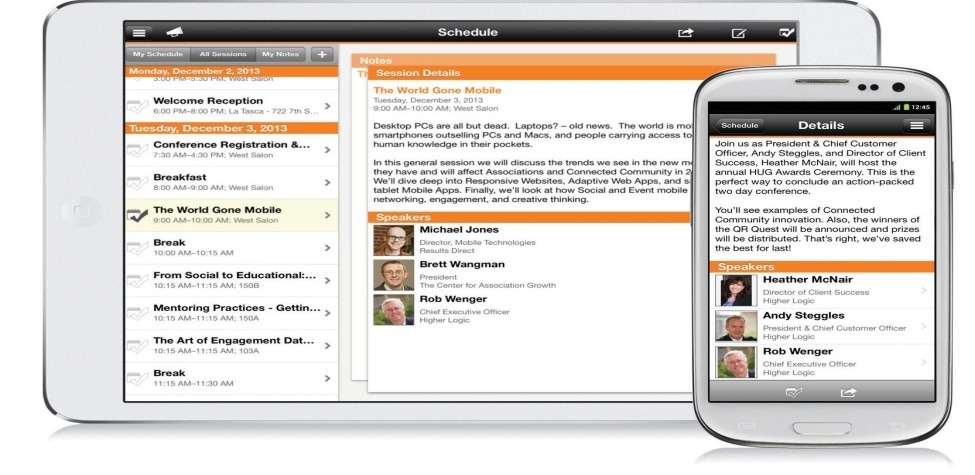 Schedule
My Schedule
All Sessions
My Notes
+
Monday, December 2, 2013
3:00 PM–5:30 PM; West Salon
Welcome Reception
6:00 PM–8:00 PM; La Tasca - 722 7th S...
Tuesday, December 3, 2013
Conference Registration &...
7:30 AM–4:30 PM; West Salon
Breakfast
8:00 AM–9:00 AM; West Salon
The World Gone Mobile
9:00 AM–10:00 AM; West Salon
Break
10:00 AM–10:15 AM
From Social to Educational:...
10:15 AM–11:15 AM; 150B
Mentoring Practices - Gettin...
10:15 AM–11:15 AM; 150A
The Art of Engagement Dat...
10:15 AM–11:15 AM; 103A
Break
11:15 AM–11:30 AM
Notes
Session Details
The World Gone Mobile
Tuesday, December 3, 2013
9:00 AM–10:00 AM; West Salon
Desktop PCs are all but dead. Laptops? – old news. The world is mo
smartphones outselling PCs and Macs, and people carrying access to
human knowledge in their pockets.
In this general session we will discuss the trends we see in the new m
they have and will affect Associations and Connected Community in 2
We'll dive deep into Responsive Websites, Adaptive Web Apps, and s
tablet Mobile Apps. Finally, we'll look at how Social and Event mobile
networking, engagement, and creative thinking.
Speakers
Michael Jones
Director, Mobile Technologies
Results Direct
Brett Wangman
President
The Center for Association Growth
Rob Wenger
Chief Executive Officer
Higher Logic
12:45
Schedule
Details
Join us as President & Chief Customer
Officer, Andy Steggles, and Director of Client
Success, Heather McNair, will host the
annual HUG Awards Ceremony. This is the
perfect way to conclude an action-packed
two day conference.
You'll see examples of Connected
Community innovation. Also, the winners of
the QR Quest will be announced and prizes
will be distributed. That's right, we've saved
the best for last!
Speakers
Heather McNair
Director of Client Success
Higher Logic
Andy Steggles
President & Chief Customer Officer
Higher Logic
Rob Wenger
Chief Executive Officer
Higher Logic